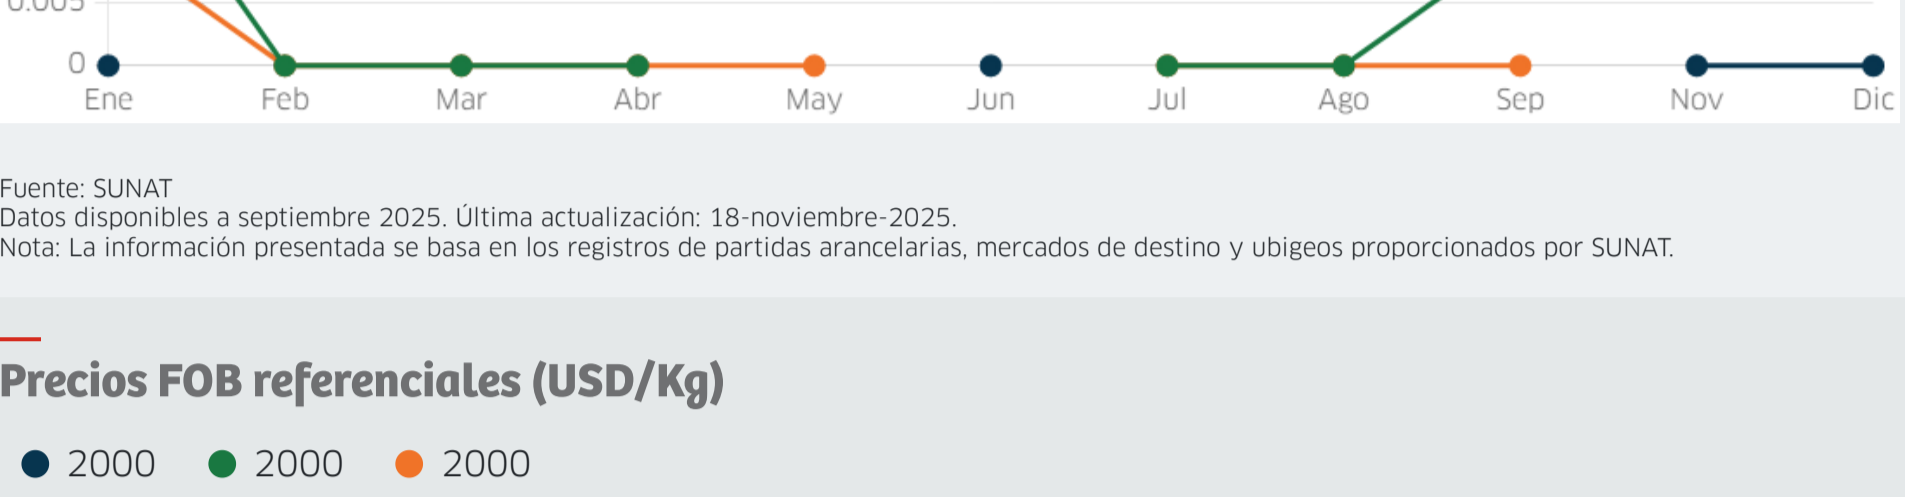 0.005
0
Ene Feb Mar Abr May Jun Jul Ago Sep Nov Dic
Fuente: SUNAT
Datos disponibles a septiembre 2025. Última actualización: 18-noviembre-2025.
Nota: La información presentada se basa en los registros de partidas arancelarias, mercados de destino y ubigeos proporcionados por SUNAT.
Precios FOB referenciales (USD/Kg)
2000 2000 2000